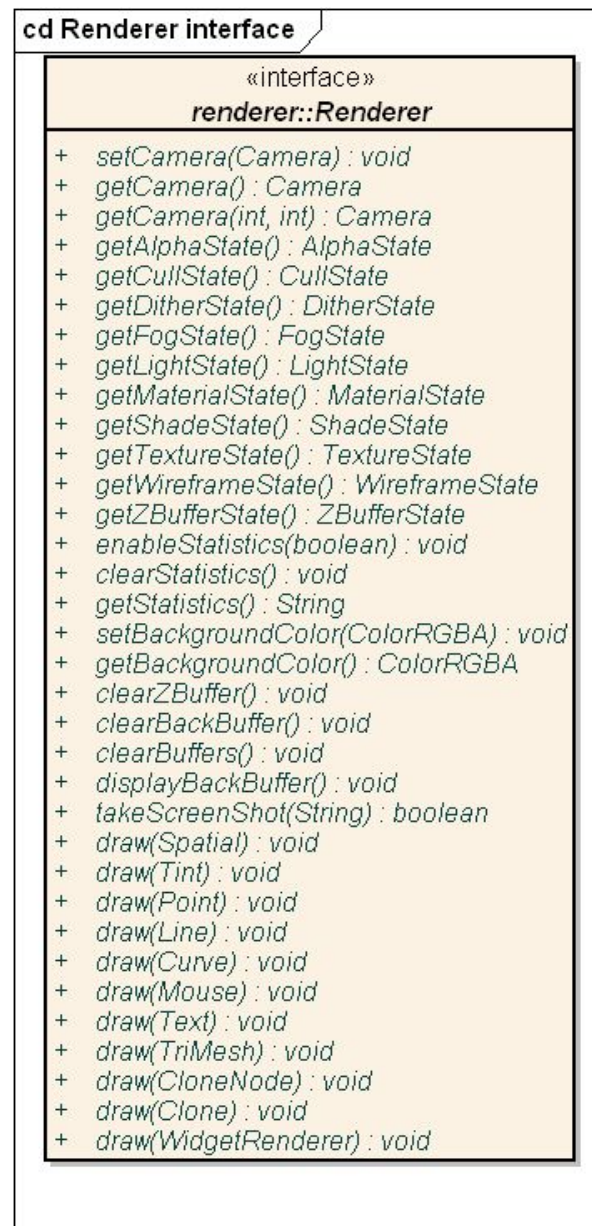 cd Renderer interface
«interface»
renderer::Renderer
+ setCamera(Camera) : void
+ getCamera() : Camera
+ getCamera(int, int) : Camera
+ getAlphaState() : AlphaState
+ getCullState() : CullState
+ getDitherState() : DitherState
+ getFogState() : FogState
+ getLightState() : LightState
+ getMaterialState() : MaterialState
+ getShadeState() : ShadeState
+ getTextureState() : TextureState
+ getWireframeState() : WireframeState
+ getZBufferState() : ZBufferState
+ enableStatistics(boolean) : void
+ clearStatistics() : void
+ getStatistics() : String
+ setBackgroundColor(ColorRGBA) : void
+ getBackgroundColor() : ColorRGBA
+ clearZBuffer() : void
+ clearBackBuffer() : void
+ clearBuffers() : void
+ displayBackBuffer() : void
+ takeScreenShot(String) : boolean
+ draw(Spatial) : void
+ draw(Tint) : void
+ draw(Point) : void
+ draw(Line) : void
+ draw(Curve) : void
+ draw(Mouse) : void
+ draw(Text) : void
+ draw(TriMesh) : void
+ draw(CloneNode) : void
+ draw(Clone) : void
+ draw(WidgetRenderer) : void